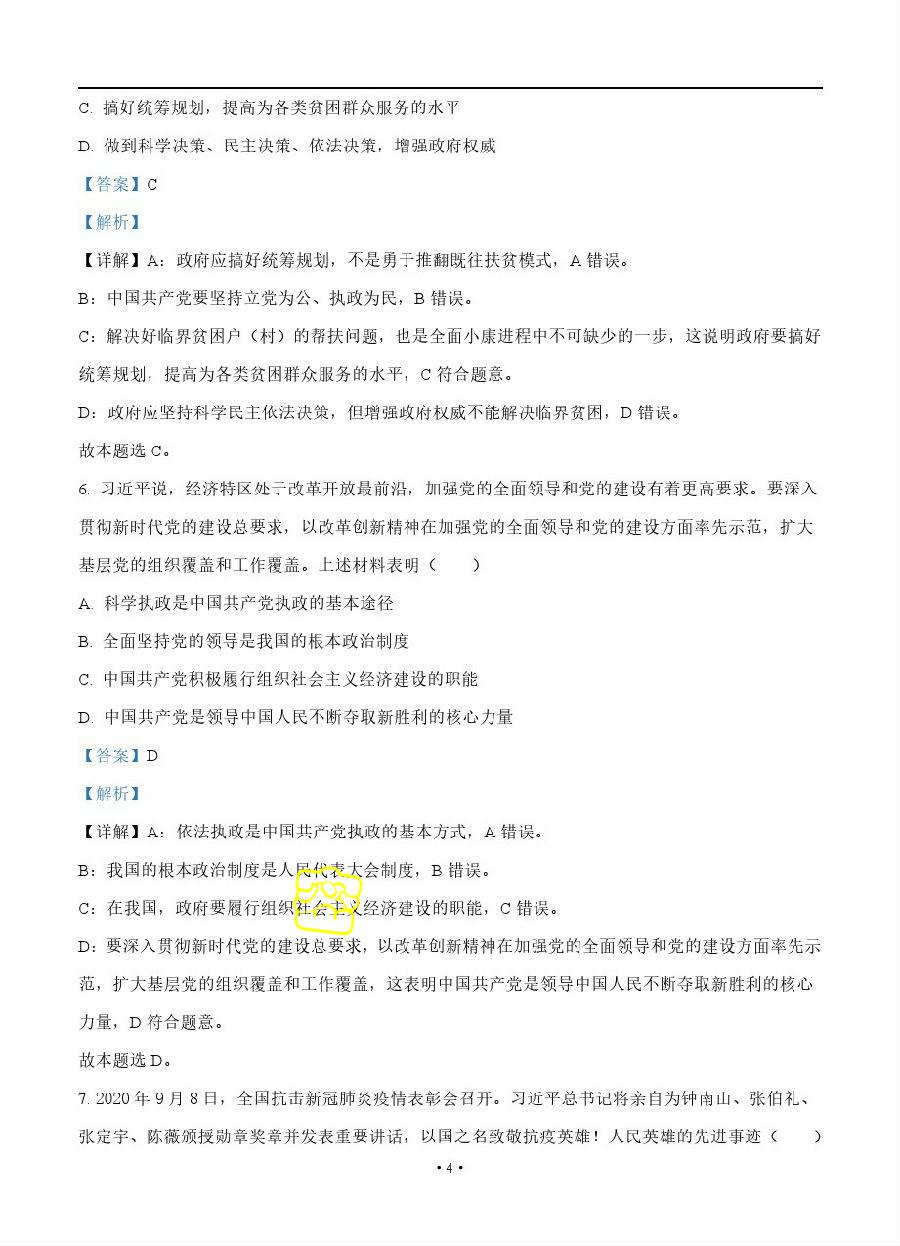 C. 搞好统筹规划，提高为各类贫困群众服务的水平
D. 做到科学决策、民主决策、依法决策，增强政府权威
【答案】C
【解析】
【详解】A：政府应搞好统筹规划，不是勇于推翻既往扶贫模式，A 错误。
B：中国共产党要坚持立党为公、执政为民，B 错误。
C：解决好临界贫困户（村）的帮扶问题，也是全面小康进程中不可缺少的一步，这说明政府要搞好
统筹规划，提高为各类贫困群众服务的水平，C 符合题意。
D：政府应坚持科学民主依法决策，但增强政府权威不能解决临界贫困，D 错误。
故本题选 C。
6. 习近平说，经济特区处于改革开放最前沿，加强党的全面领导和党的建设有着更高要求。要深入
贯彻新时代党的建设总要求，以改革创新精神在加强党的全面领导和党的建设方面率先示范，扩大
基层党的组织覆盖和工作覆盖。上述材料表明（　　）
A. 科学执政是中国共产党执政的基本途径
B. 全面坚持党的领导是我国的根本政治制度
C. 中国共产党积极履行组织社会主义经济建设的职能
D. 中国共产党是领导中国人民不断夺取新胜利的核心力量
【答案】D
【解析】
【详解】A：依法执政是中国共产党执政的基本方式，A 错误。
B：我国的根本政治制度是人民代表大会制度，B 错误。
C：在我国，政府要履行组织社会主义经济建设的职能，C 错误。
D：要深入贯彻新时代党的建设总要求，以改革创新精神在加强党的全面领导和党的建设方面率先示
范，扩大基层党的组织覆盖和工作覆盖，这表明中国共产党是领导中国人民不断夺取新胜利的核心
力量，D 符合题意。
故本题选 D。
7. 2020 年 9 月 8 日，全国抗击新冠肺炎疫情表彰会召开。习近平总书记将亲自为钟南山、张伯礼、
张定宇、陈薇颁授勋章奖章并发表重要讲话，以国之名致敬抗疫英雄！人民英雄的先进事迹（　　）
• 4 •